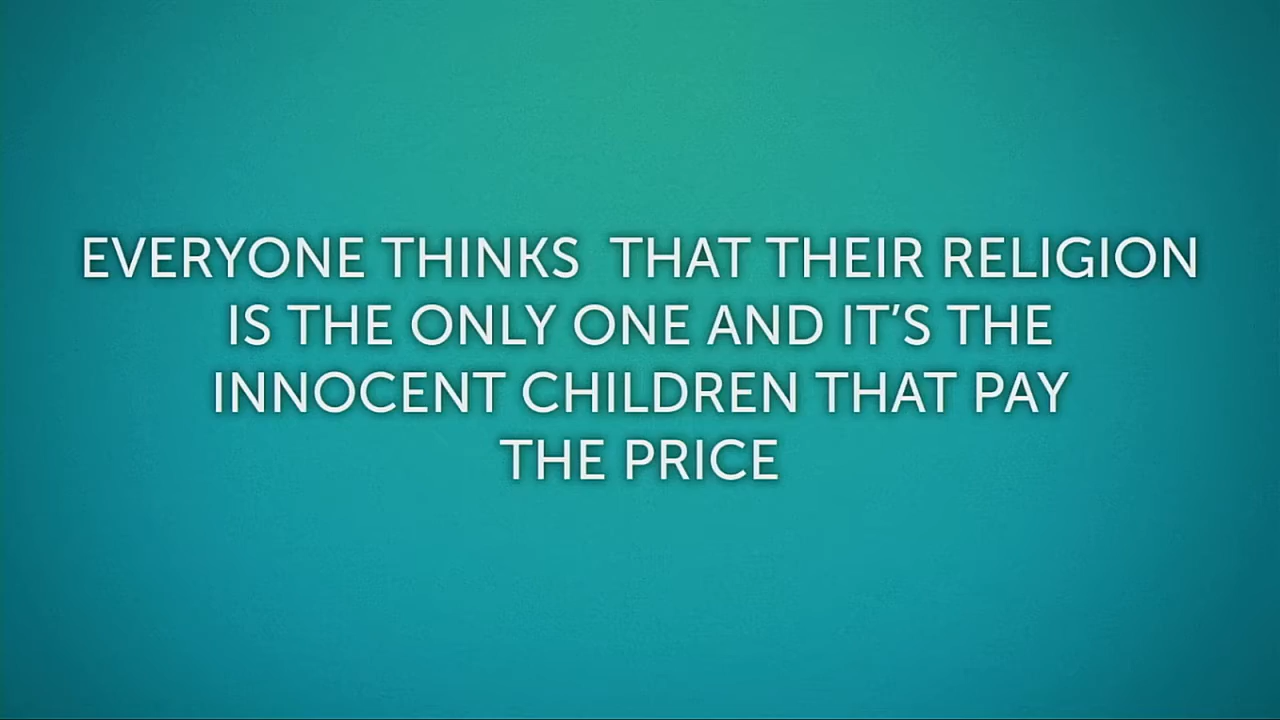 EVERYONE THINKS  THAT THEIR RELIGION
IS THE ONLY ONE AND IT’S THE
INNOCENT CHILDREN THAT PAY
THE PRICE